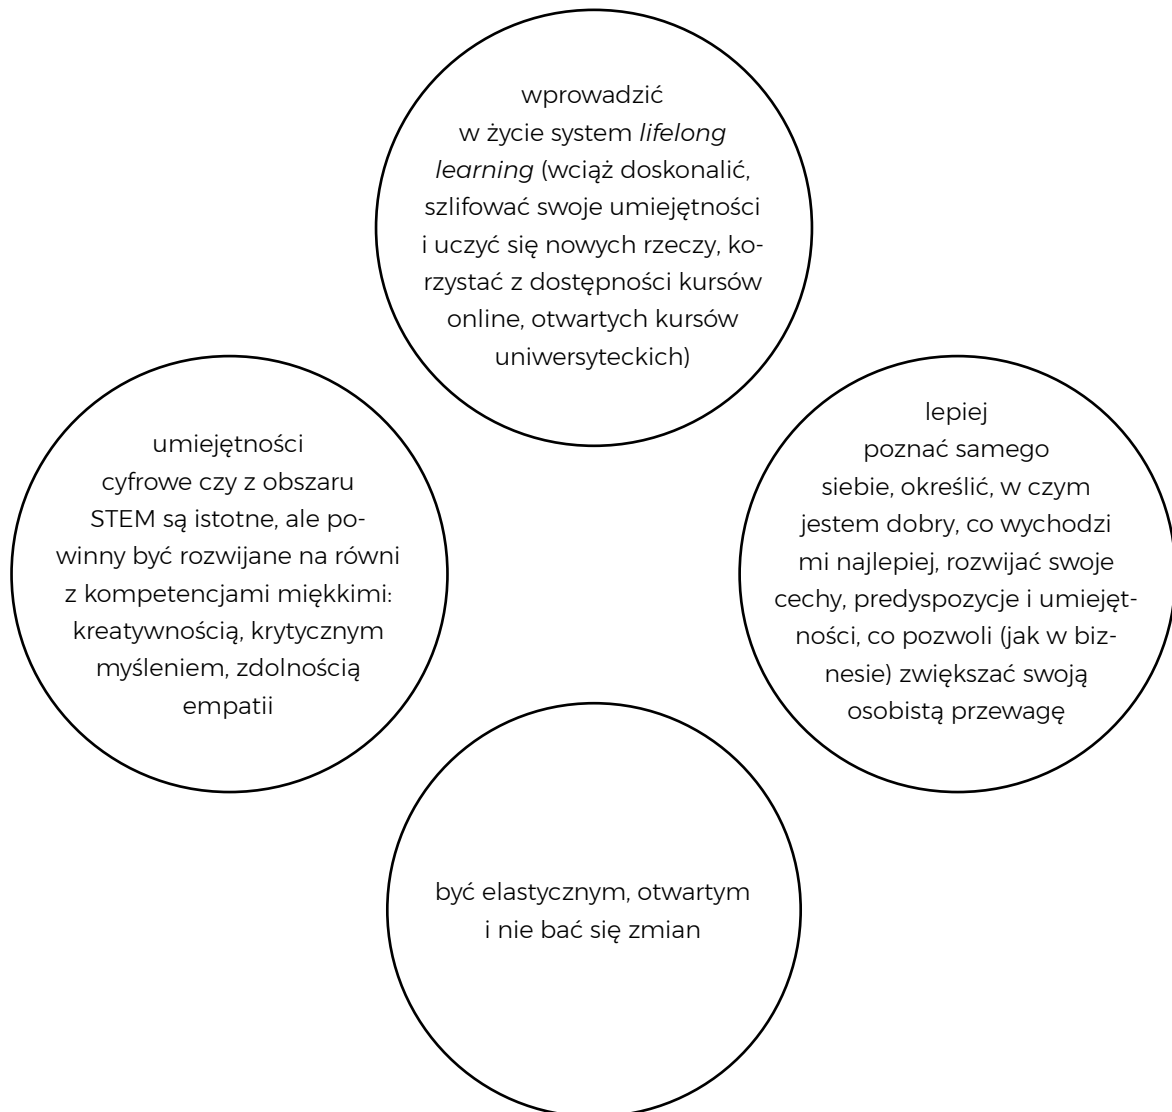 wprowadzić
w życie system lifelong
learning (wciąż doskonalić,
szlifować swoje umiejętności
i uczyć się nowych rzeczy, ko-
rzystać z dostępności kursów
online, otwartych kursów
uniwersyteckich)
umiejętności
cyfrowe czy z obszaru
STEM są istotne, ale po-
winny być rozwijane na równi
z kompetencjami miękkimi:
kreatywnością, krytycznym
myśleniem, zdolnością
empatii
lepiej
poznać samego
siebie, określić, w czym
jestem dobry, co wychodzi
mi najlepiej, rozwijać swoje
cechy, predyspozycje i umiejęt-
ności, co pozwoli (jak w biz-
nesie) zwiększać swoją
osobistą przewagę
być elastycznym, otwartym
i nie bać się zmian